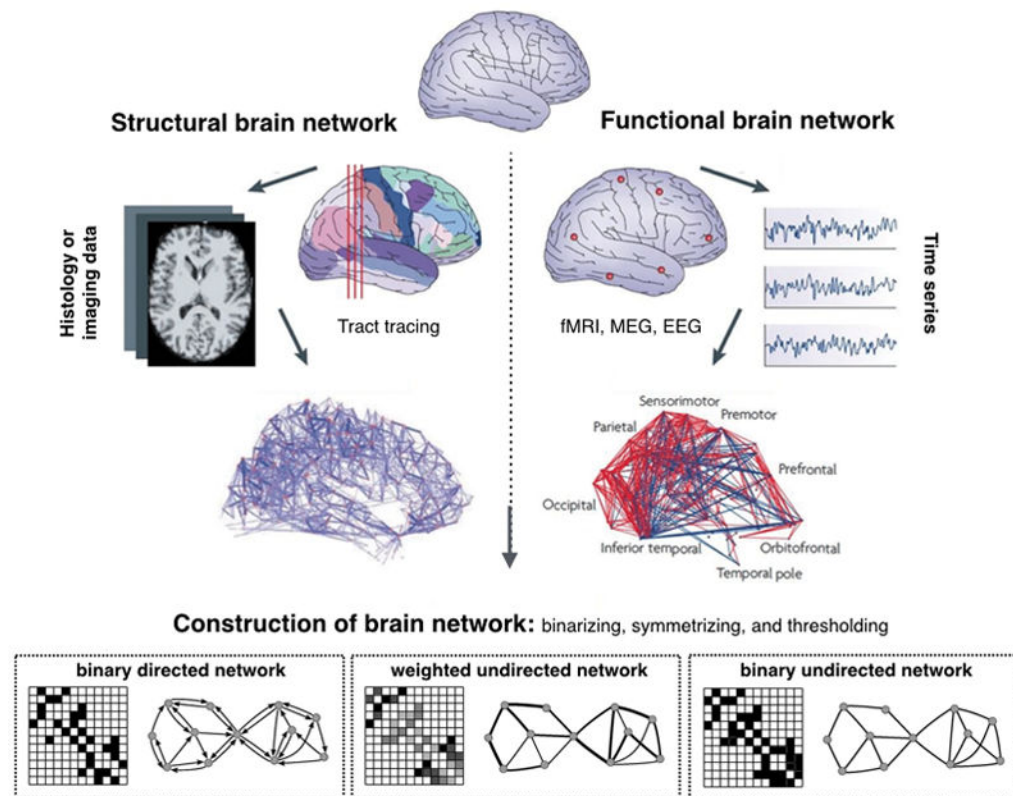 Structural brain network
Functional brain network
Histology or
imaging data
Tract tracing
fMRI, MEG, EEG
Time series
Sensorimotor
Premotor
Parietal
Prefrontal
Occipital
Inferior temporal
Orbitofrontal
Temporal pole
Construction of brain network: binarizing, symmetrizing, and thresholding
binary directed network
weighted undirected network
binary undirected network